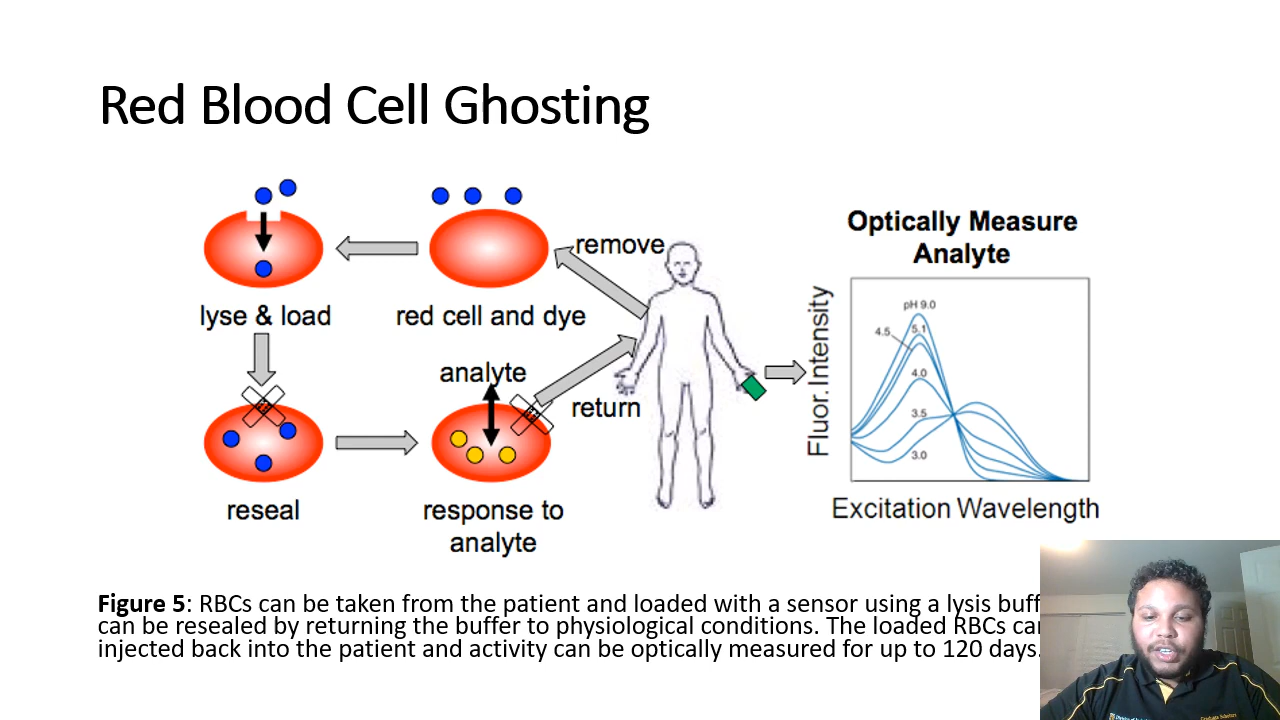 Red Blood Cell Ghosting
remove
lyse & load
red cell and dye
analyte
return
reseal
response to
analyte
Optically Measure
Analyte
Fluor. Intensity
pH 9.0
5.1
4.5
4.0
3.5
3.0
Excitation Wavelength
Figure 5: RBCs can be taken from the patient and loaded with a sensor using a lysis
can be resealed by returning the buffer to physiological conditions. The loaded RBCs
injected back into the patient and activity can be optically measured for up to 120 days.